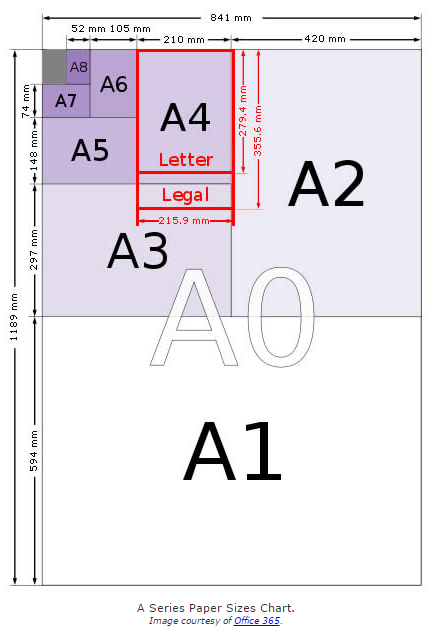 841 mm
52 mm 105 mm
210 mm
420 mm
A8
A7
A6
A5
A4
Letter
Legal
215.9 mm
279.4 mm
355.6 mm
74 mm
148 mm
297 mm
594 mm
1189 mm
A2
A3
A0
A1
A Series Paper Sizes Chart.
Image courtesy of Office 365.